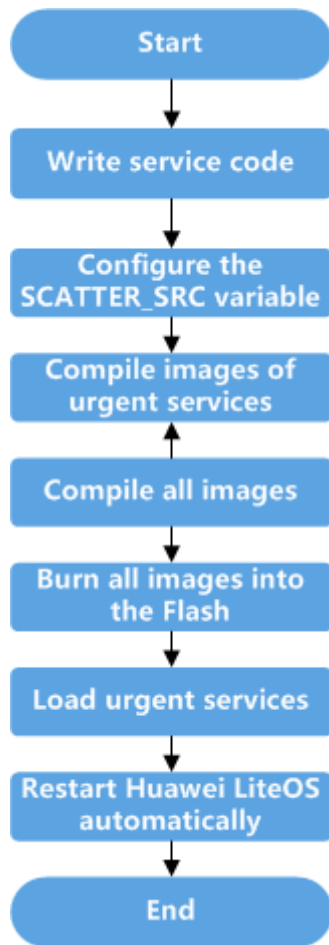 Start
Write service code
Configure the
SCATTER_SRC variable
Compile images of
urgent services
Compile all images
Burn all images into
the Flash
Load urgent services
Restart Huawei LiteOS
automatically
End